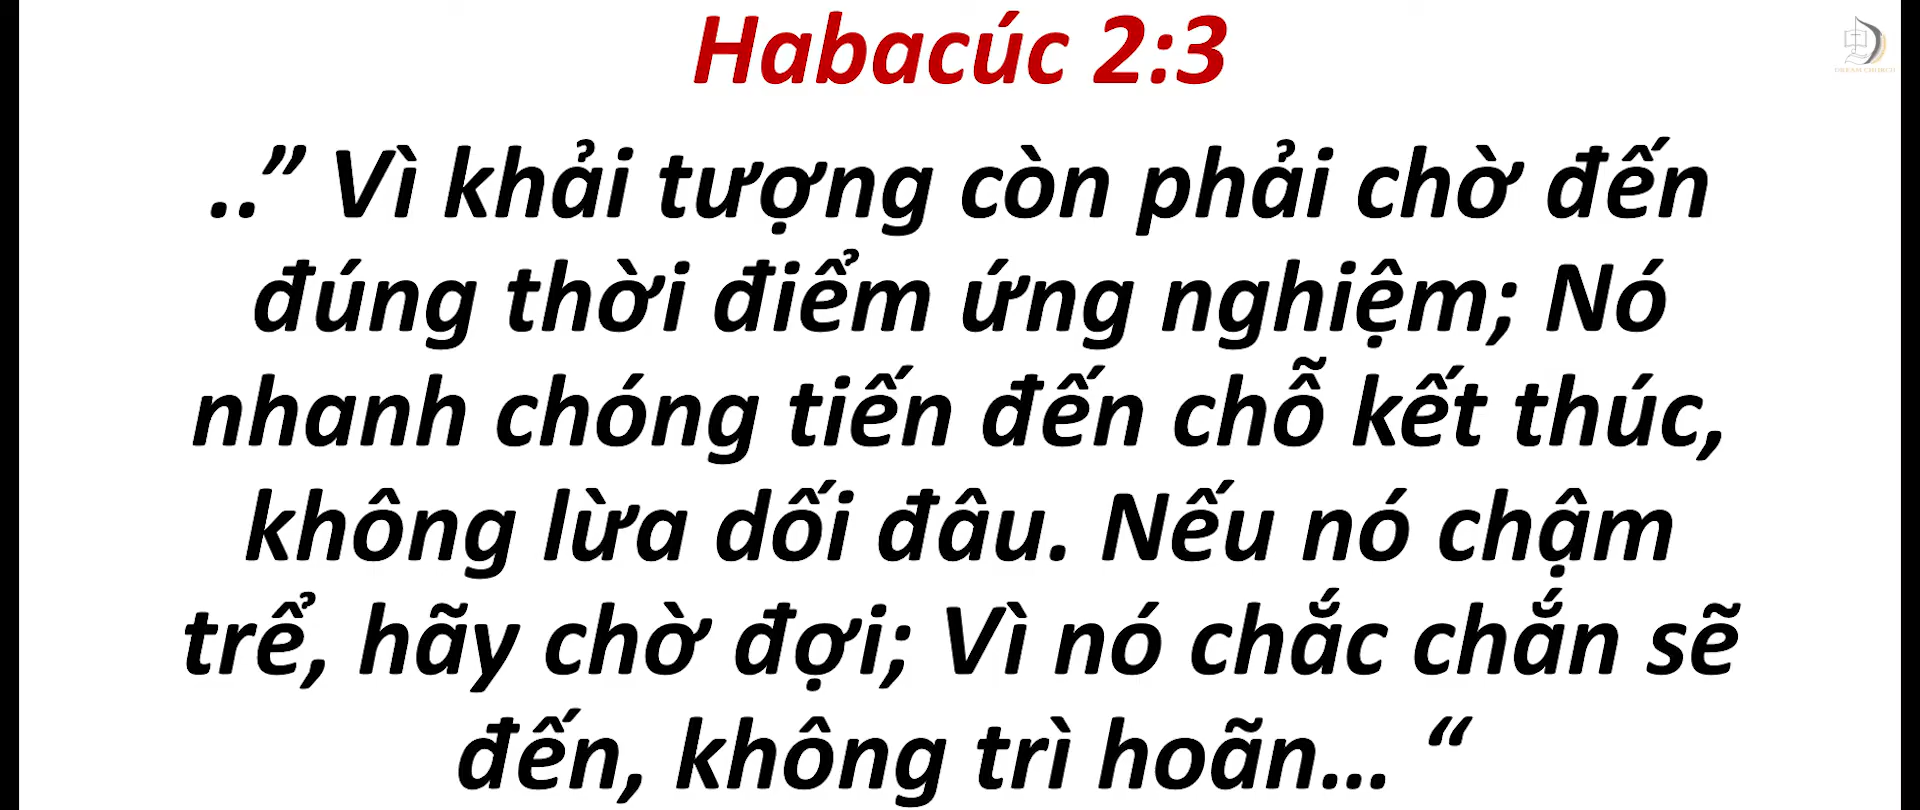 Habacúc 2:3
DREAM CHURCH
..” Vì khải tượng còn phải chờ đến
đúng thời điểm ứng nghiệm; Nó
nhanh chóng tiến đến chỗ kết thúc,
không lừa dối đâu. Nếu nó chậm
trể, hãy chờ đợi; Vì nó chắc chắn sẽ
đến, không trì hoãn... “